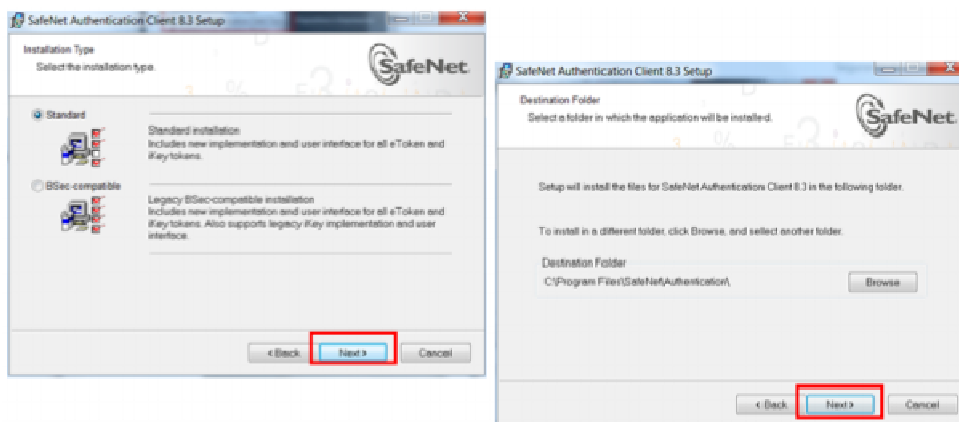 SafeNet Authentication Client 8.3 Setup
Installation Type
Select the installation type.
SafeNet
Standard
Standard installation
Includes new implementation and user interface for all eToken and
iKey tokens.
BSec-compatible
Legacy BSec-compatible installation
Includes new implementation and user interface for all eToken and
iKey tokens. Also supports legacy iKey implementation and user
interface.
< Back
Next >
Cancel
SafeNet Authentication Client 8.3 Setup
Destination Folder
Select a folder in which the application will be installed.
SafeNet.
Setup will install the files for SafeNet Authentication Client 8.3 in the following folder.
To install in a different folder, click Browse, and sellect another folder.
Destination Folder
C:\Program Files\SafeNet\Authentication\
Browse
< Back
Next >
Cancel